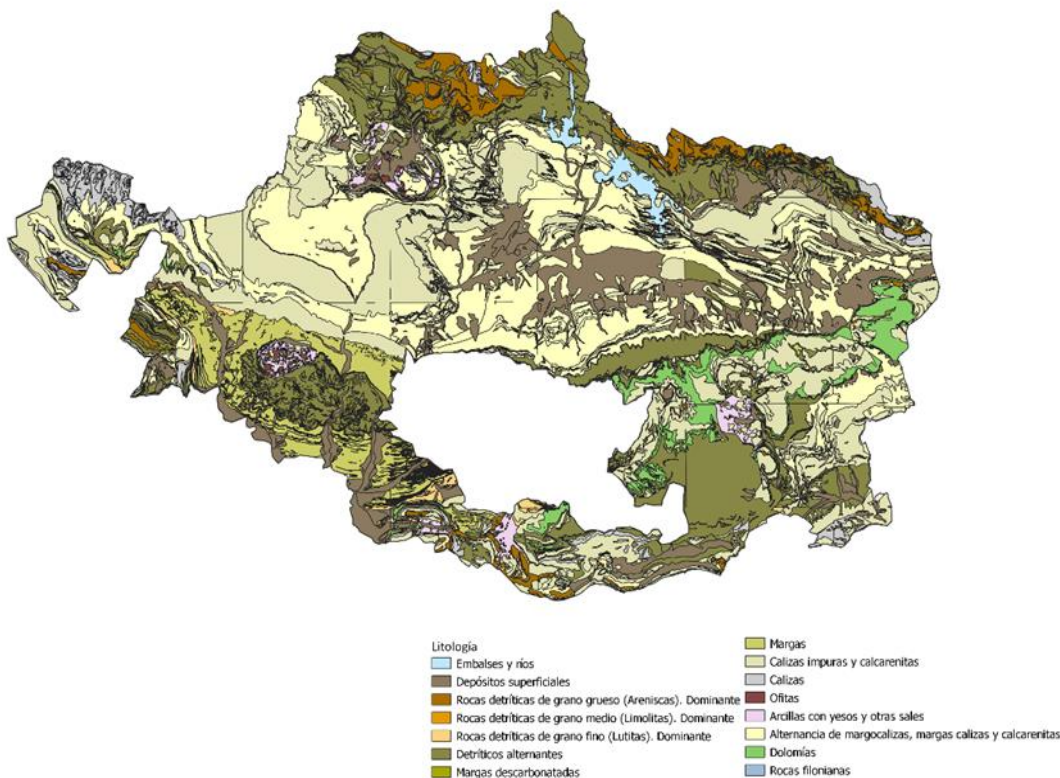 Litología
Embalses y ríos
Depósitos superficiales
Rocas detríticas de grano grueso (Areniscas). Dominante
Rocas detríticas de grano medio (Limolitas). Dominante
Rocas detríticas de grano fino (Lutitas). Dominante
Detríticos alternantes
Margas descarbonatadas
Margas
Calizas impuras y calcarenitas
Calizas
Ofitas
Arcillas con yesos y otras sales
Alternancia de margocalizas, margas calizas y calcarenitas
Dolomías
Rocas filonianas